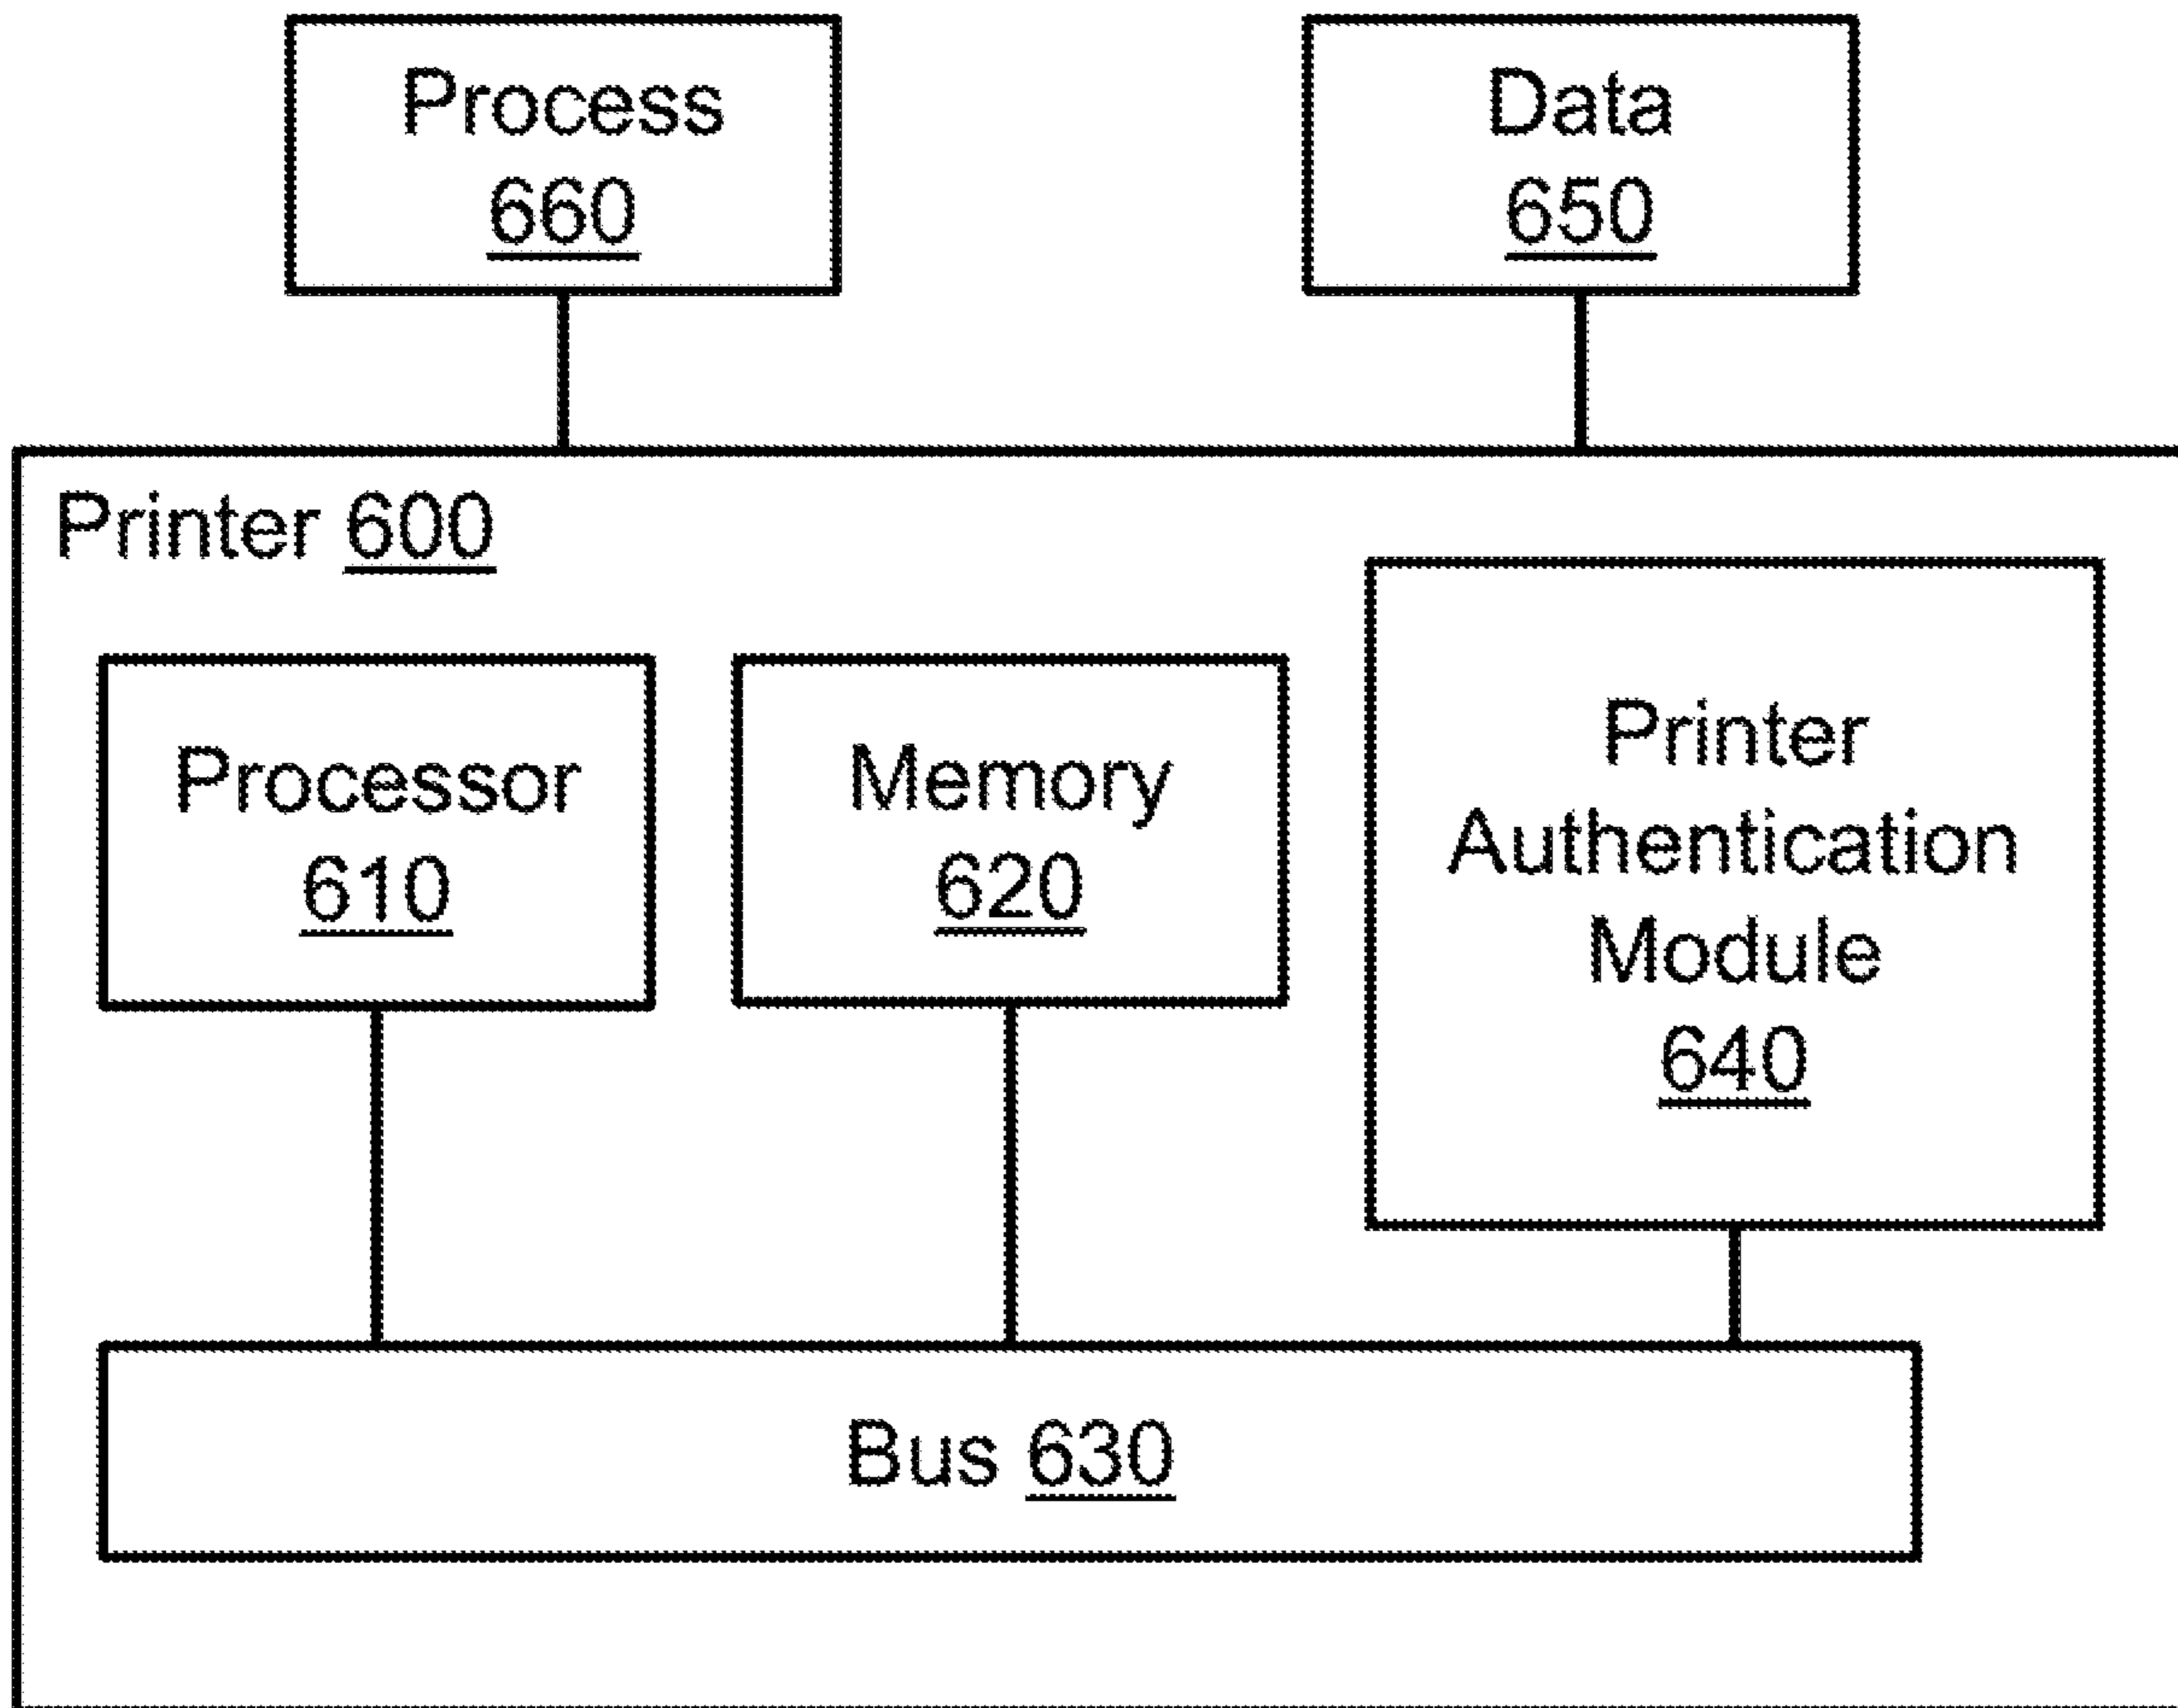 Process
660
Data
650
Printer 600
Processor
610
Memory
620
Printer
Authentication
Module
640
Bus 630